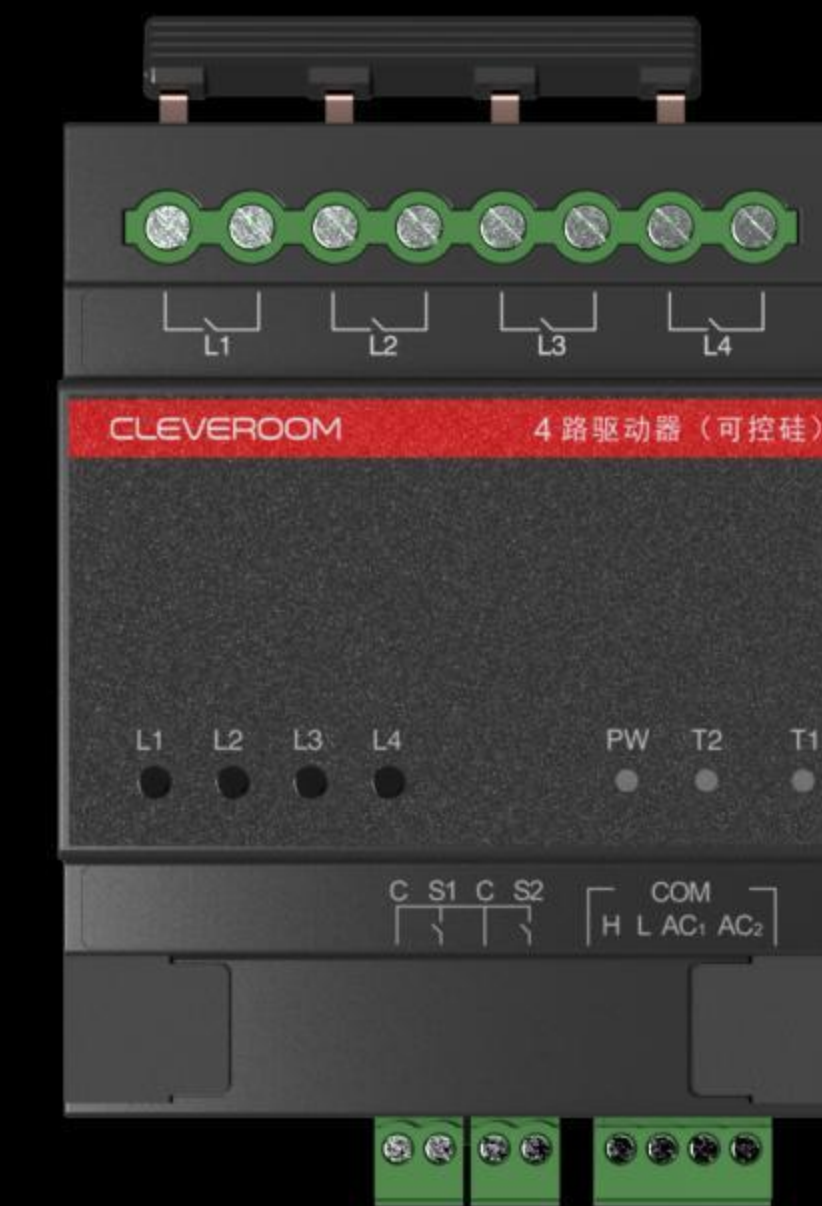 L1 L2 L3 L4
CLEVEROOM 4路驱动器（可控硅）
L1 L2 L3 L4 PW T2 T1
C S1 C S2 COM
H L AC₁ AC₂